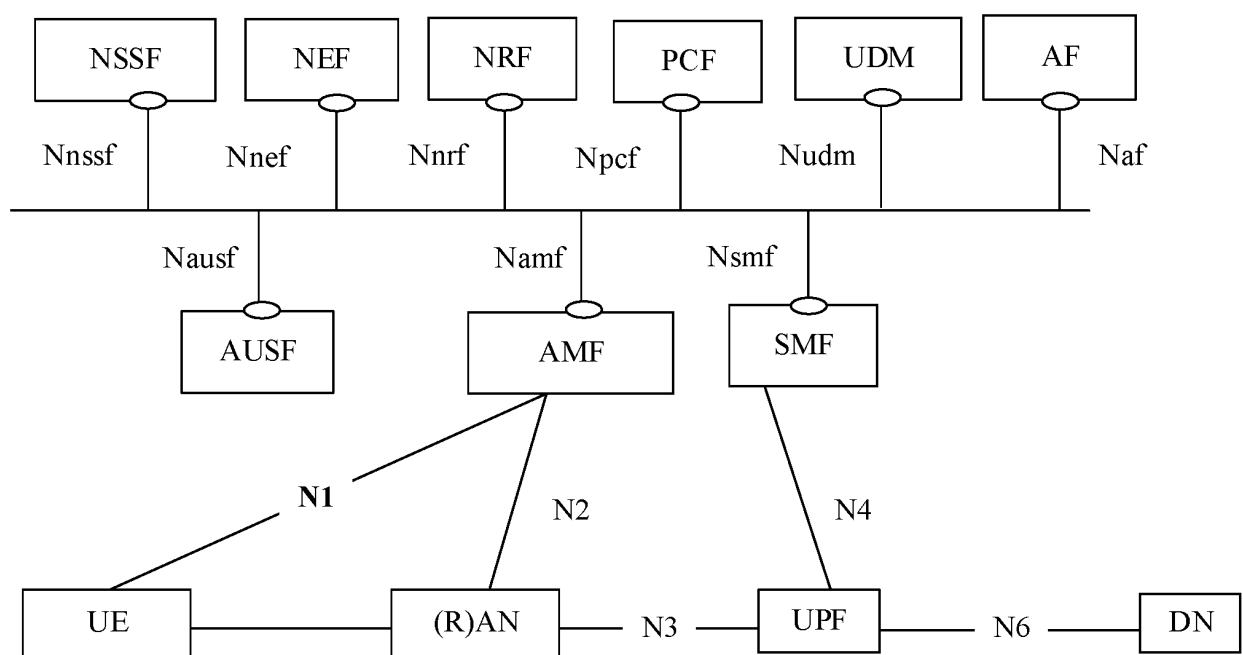 NSSF NEF NRF PCF UDM AF
Nnssf Nnef Nnrf Npcf Nudm Naf
Nausf Namf Nsmf
AUSF AMF SMF
N1 N2 N4
UE (R)AN N3 UPF N6 DN